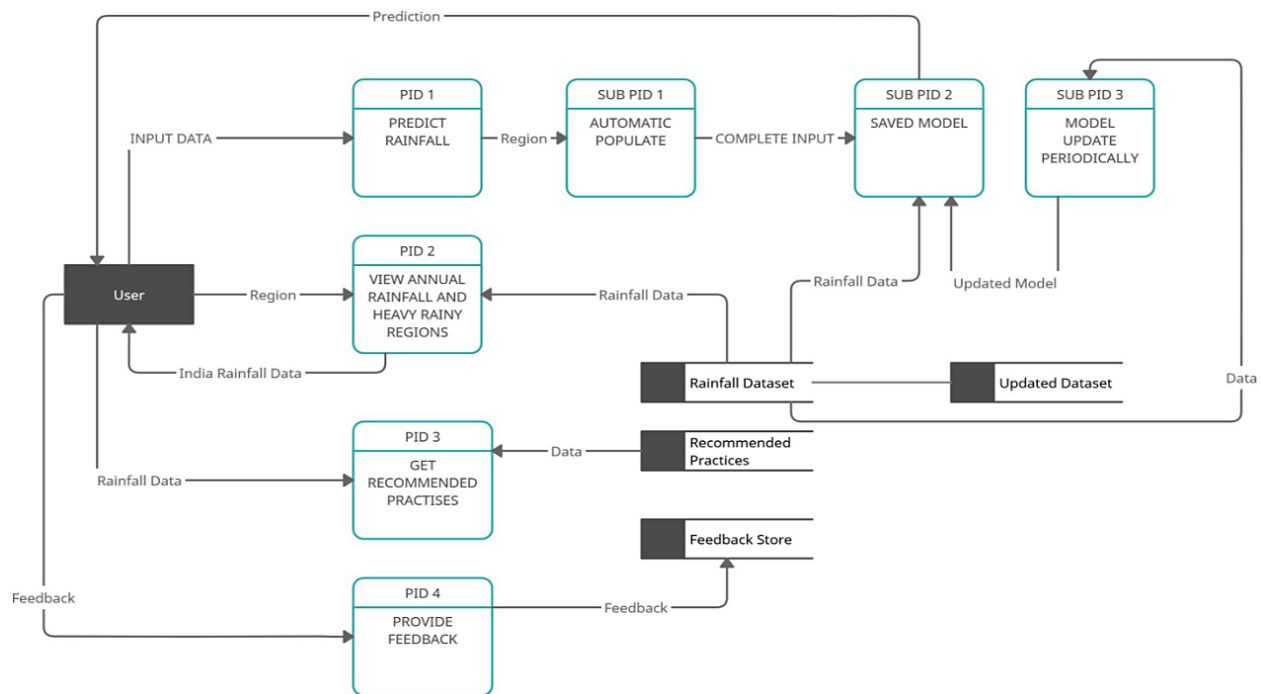 Prediction
PID 1
PREDICT
RAINFALL
SUB PID 1
AUTOMATIC
POPULATE
SUB PID 2
SAVED MODEL
SUB PID 3
MODEL
UPDATE
PERIODICALLY
INPUT DATA
Region
COMPLETE INPUT
PID 2
VIEW ANNUAL
RAINFALL AND
HEAVY RAINY
REGIONS
User
Region
Rainfall Data
Rainfall Data
Updated Model
India Rainfall Data
Rainfall Dataset
Updated Dataset
Data
PID 3
GET
RECOMMENDED
PRACTISES
Data
Recommended
Practices
Rainfall Data
Feedback Store
PID 4
PROVIDE
FEEDBACK
Feedback
Feedback